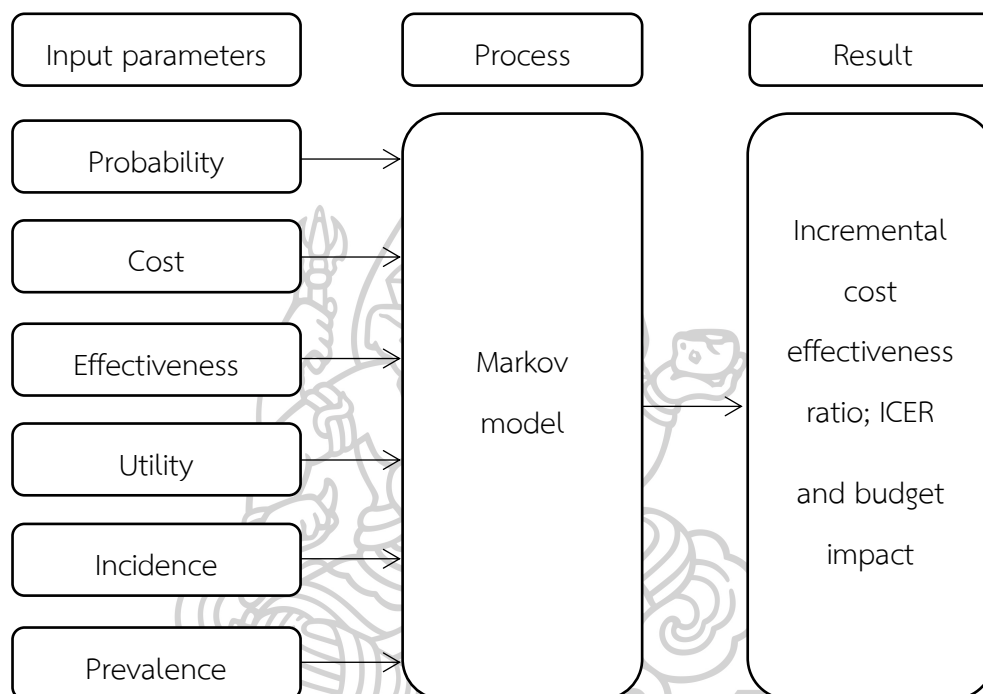 Input parameters
Process
Result
Probability
Cost
Effectiveness
Utility
Incidence
Prevalence
Markov
model
Incremental
cost
effectiveness
ratio; ICER
and budget
impact